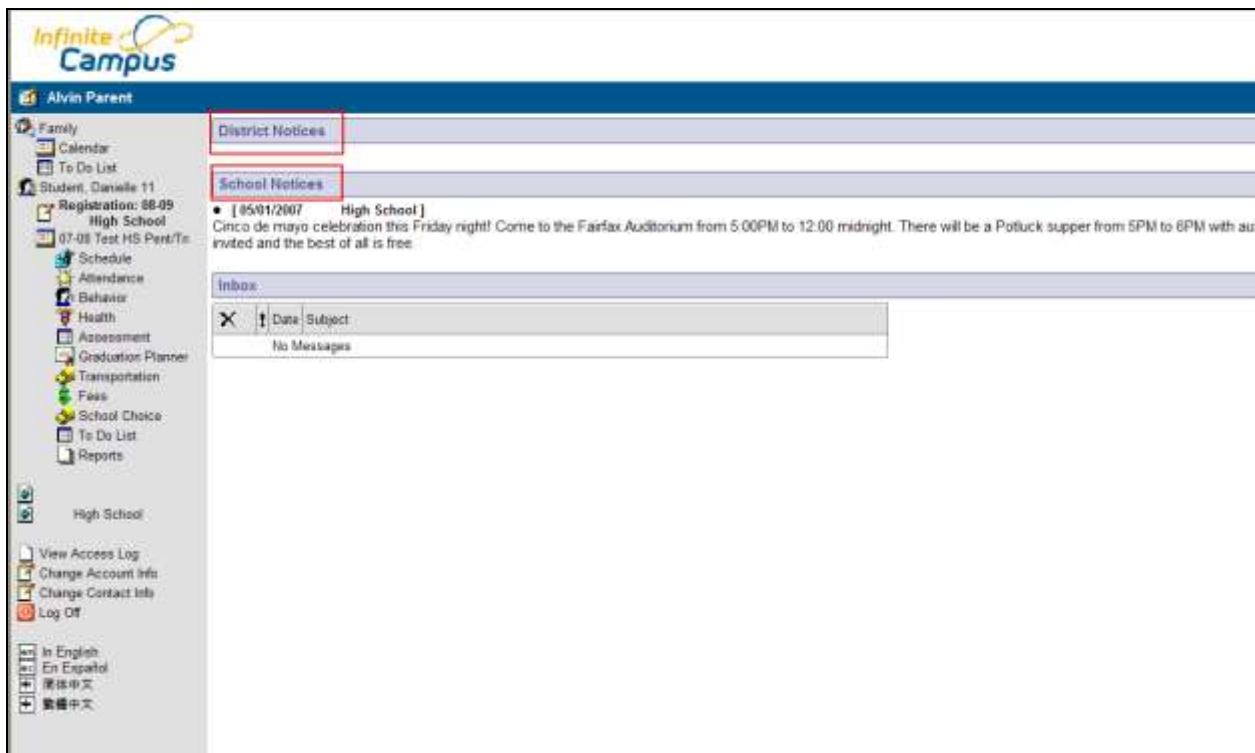 Infinite
Campus
Alvin Parent
Family
Calendar
To Do List
Student, Danielle 11
Registration: 08-09
High School
07-08 Test HS Pent/Tri
Schedule
Attendance
Behavior
Health
Assessment
Graduation Planner
Transportation
Fees
School Choice
To Do List
Reports
High School
View Access Log
Change Account Info
Change Contact Info
Log Off
In English
En Español
简体中文
繁體中文
District Notices
School Notices
• [ 05/01/2007 High School ]
Cinco de mayo celebration this Friday night! Come to the Fairfax Auditorium from 5:00PM to 12:00 midnight. There will be a Potluck supper from 5PM to 6PM with au
invited and the best of all is free
Inbox
X ! Date Subject
No Messages